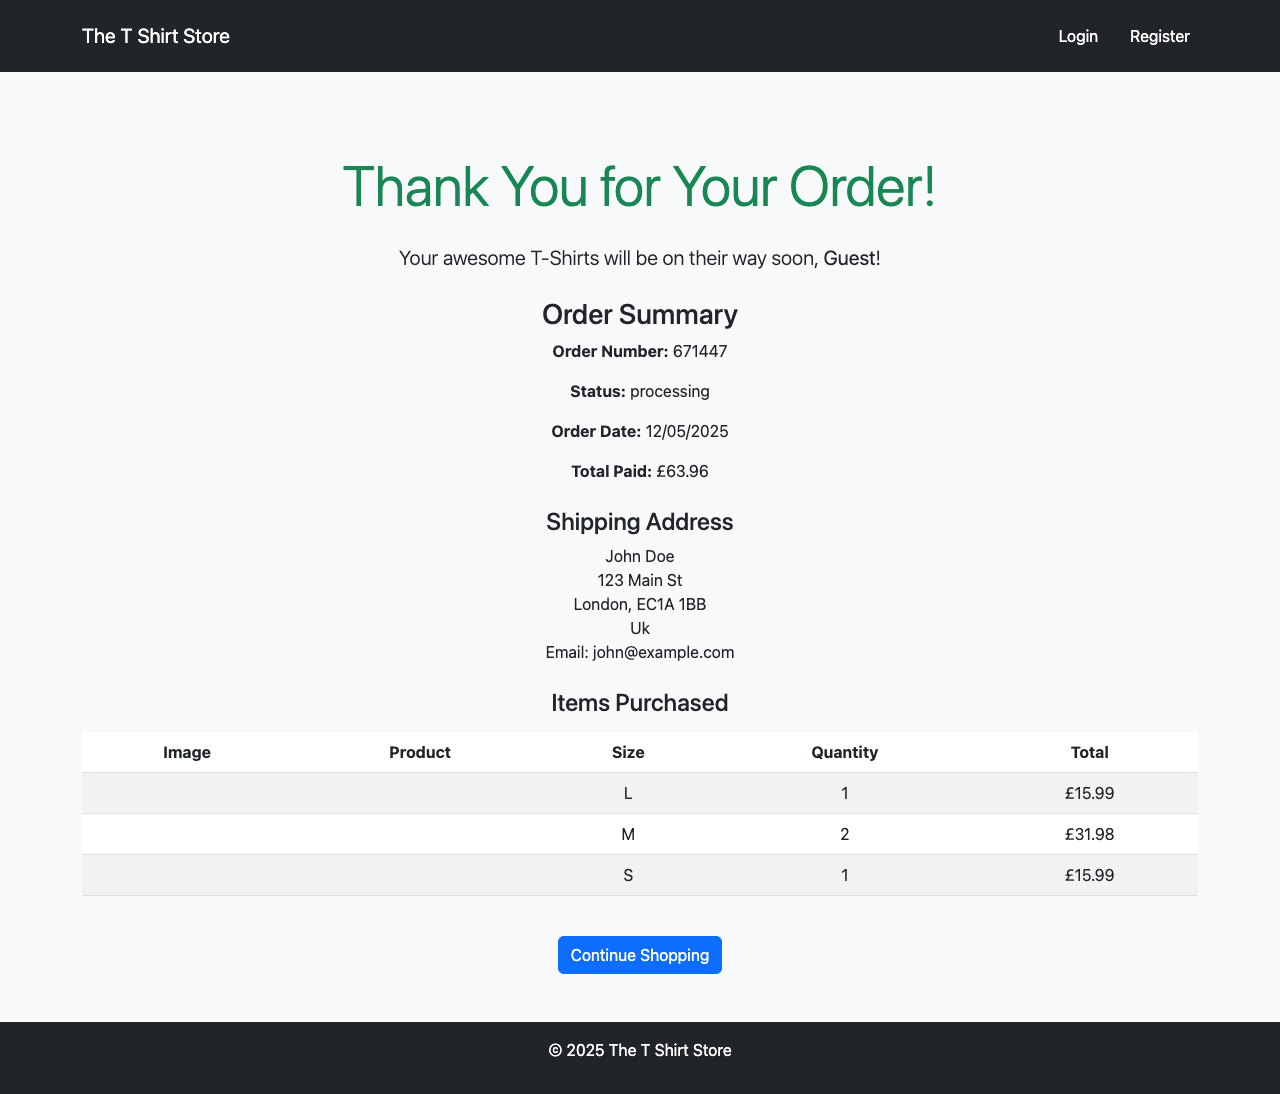 The T Shirt Store Login Register
Thank You for Your Order!
Your awesome T-Shirts will be on their way soon, Guest!
Order Summary
Order Number: 671447
Status: processing
Order Date: 12/05/2025
Total Paid: £63.96
Shipping Address
John Doe
123 Main St
London, EC1A 1BB
Uk
Email: john@example.com
Items Purchased
Image Product Size Quantity Total
L 1 £15.99
M 2 £31.98
S 1 £15.99
Continue Shopping
© 2025 The T Shirt Store